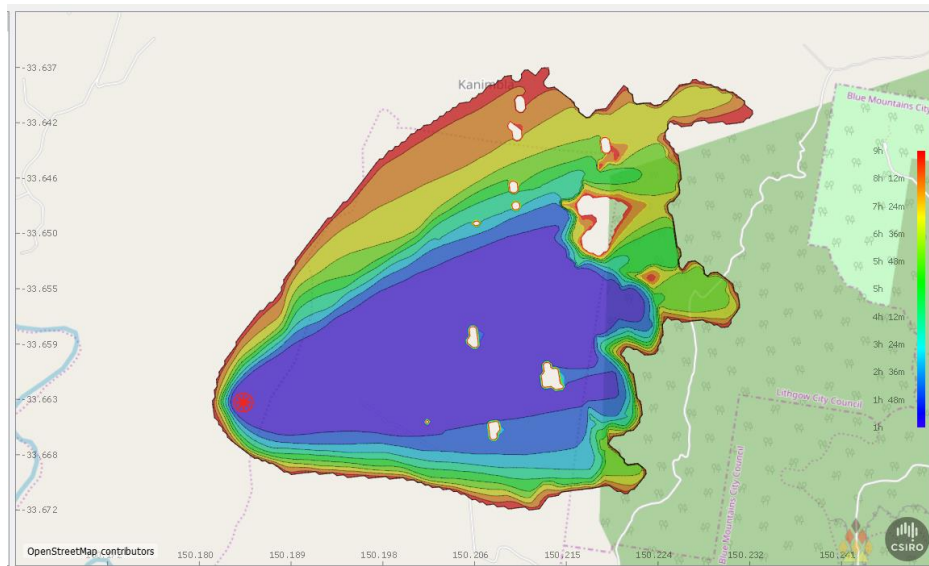 -33.637
Kanimbla
-33.642
Blue Mountains City
9h
8h 12m
-33.646
7h 24m
6h 36m
-33.650
5h 48m
-33.655
5h
4h 12m
3h 24m
-33.659
2h 36m
1h 48m
-33.663
Lithgow City Council
1h
-33.668
Blue Mountains City Council
-33.672
OpenStreetMap contributors
150.180
150.189
150.198
150.206
150.215
150.224
150.232
150.241
CSIRO